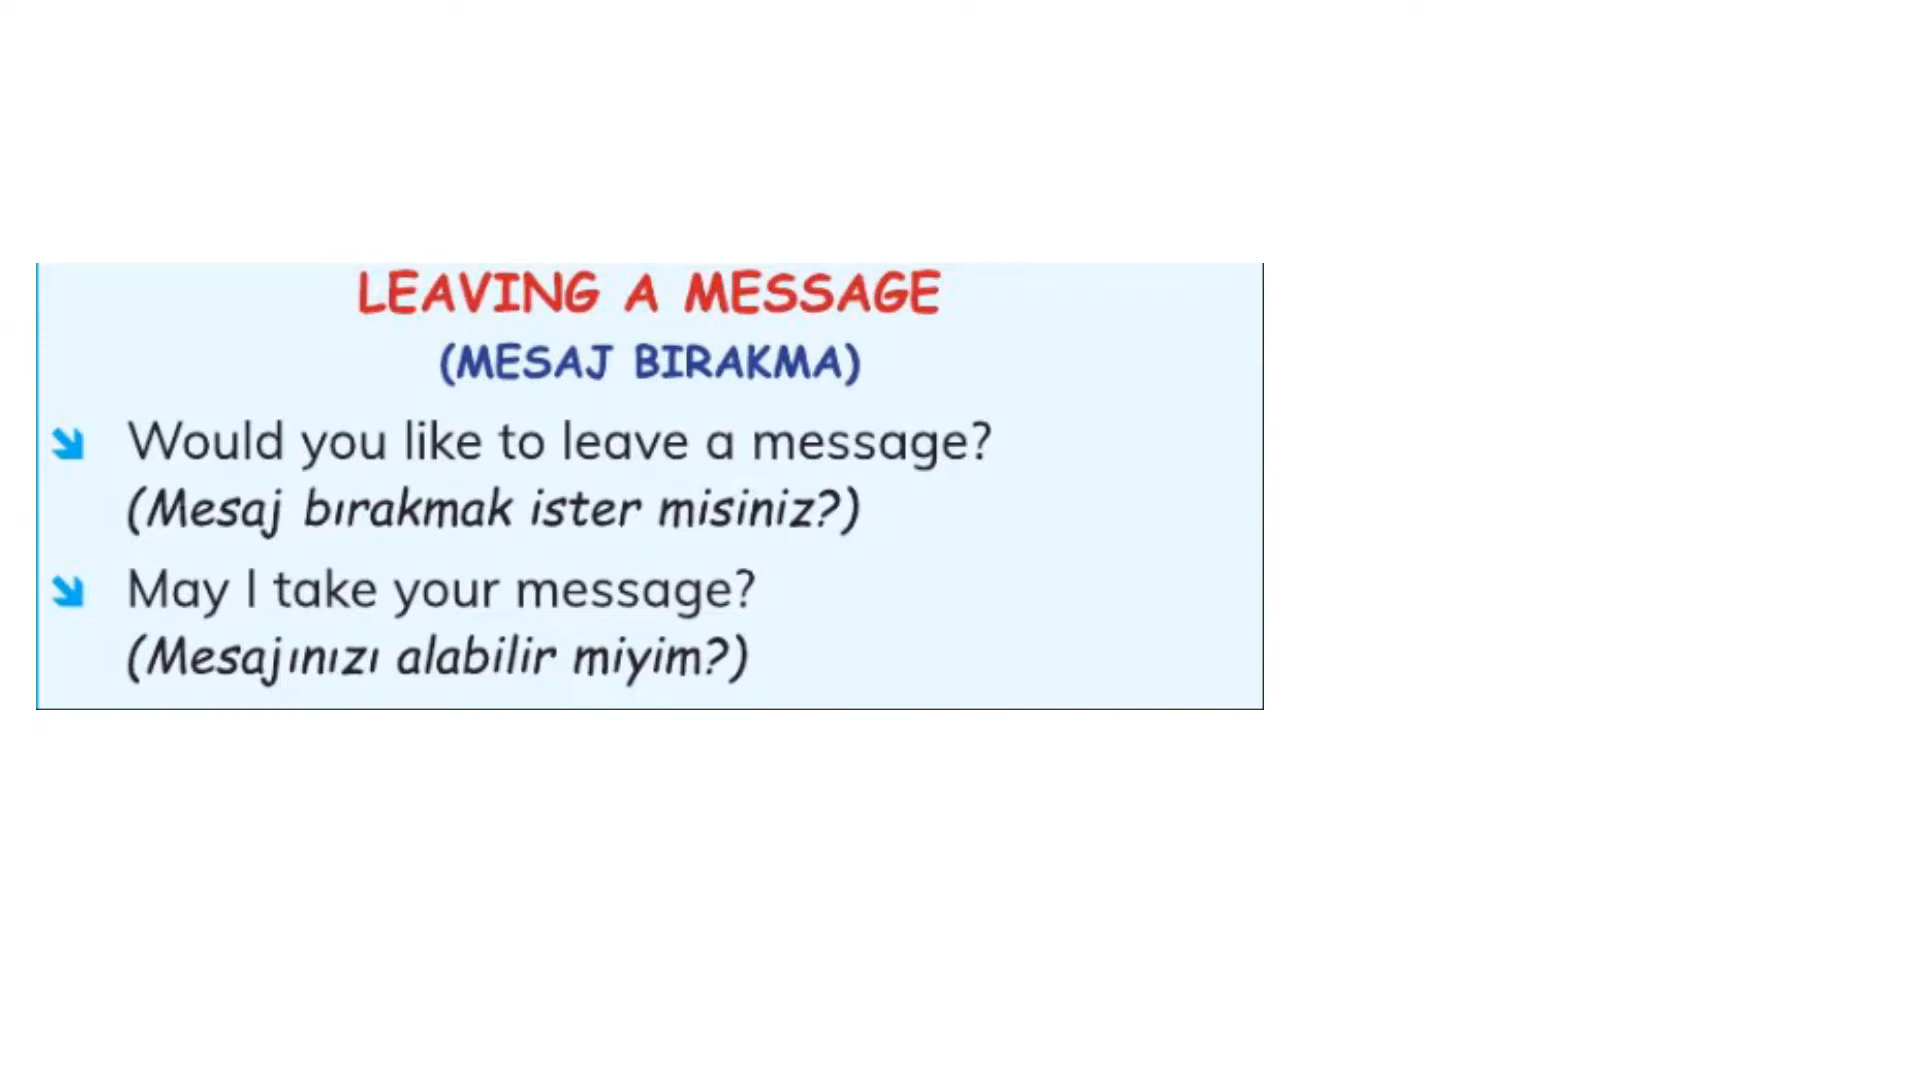 LEAVING A MESSAGE
(MESAJ BIRAKMA)
Would you like to leave a message?
(Mesaj bırakmak ister misiniz?)
May I take your message?
(Mesajınızı alabilir miyim?)